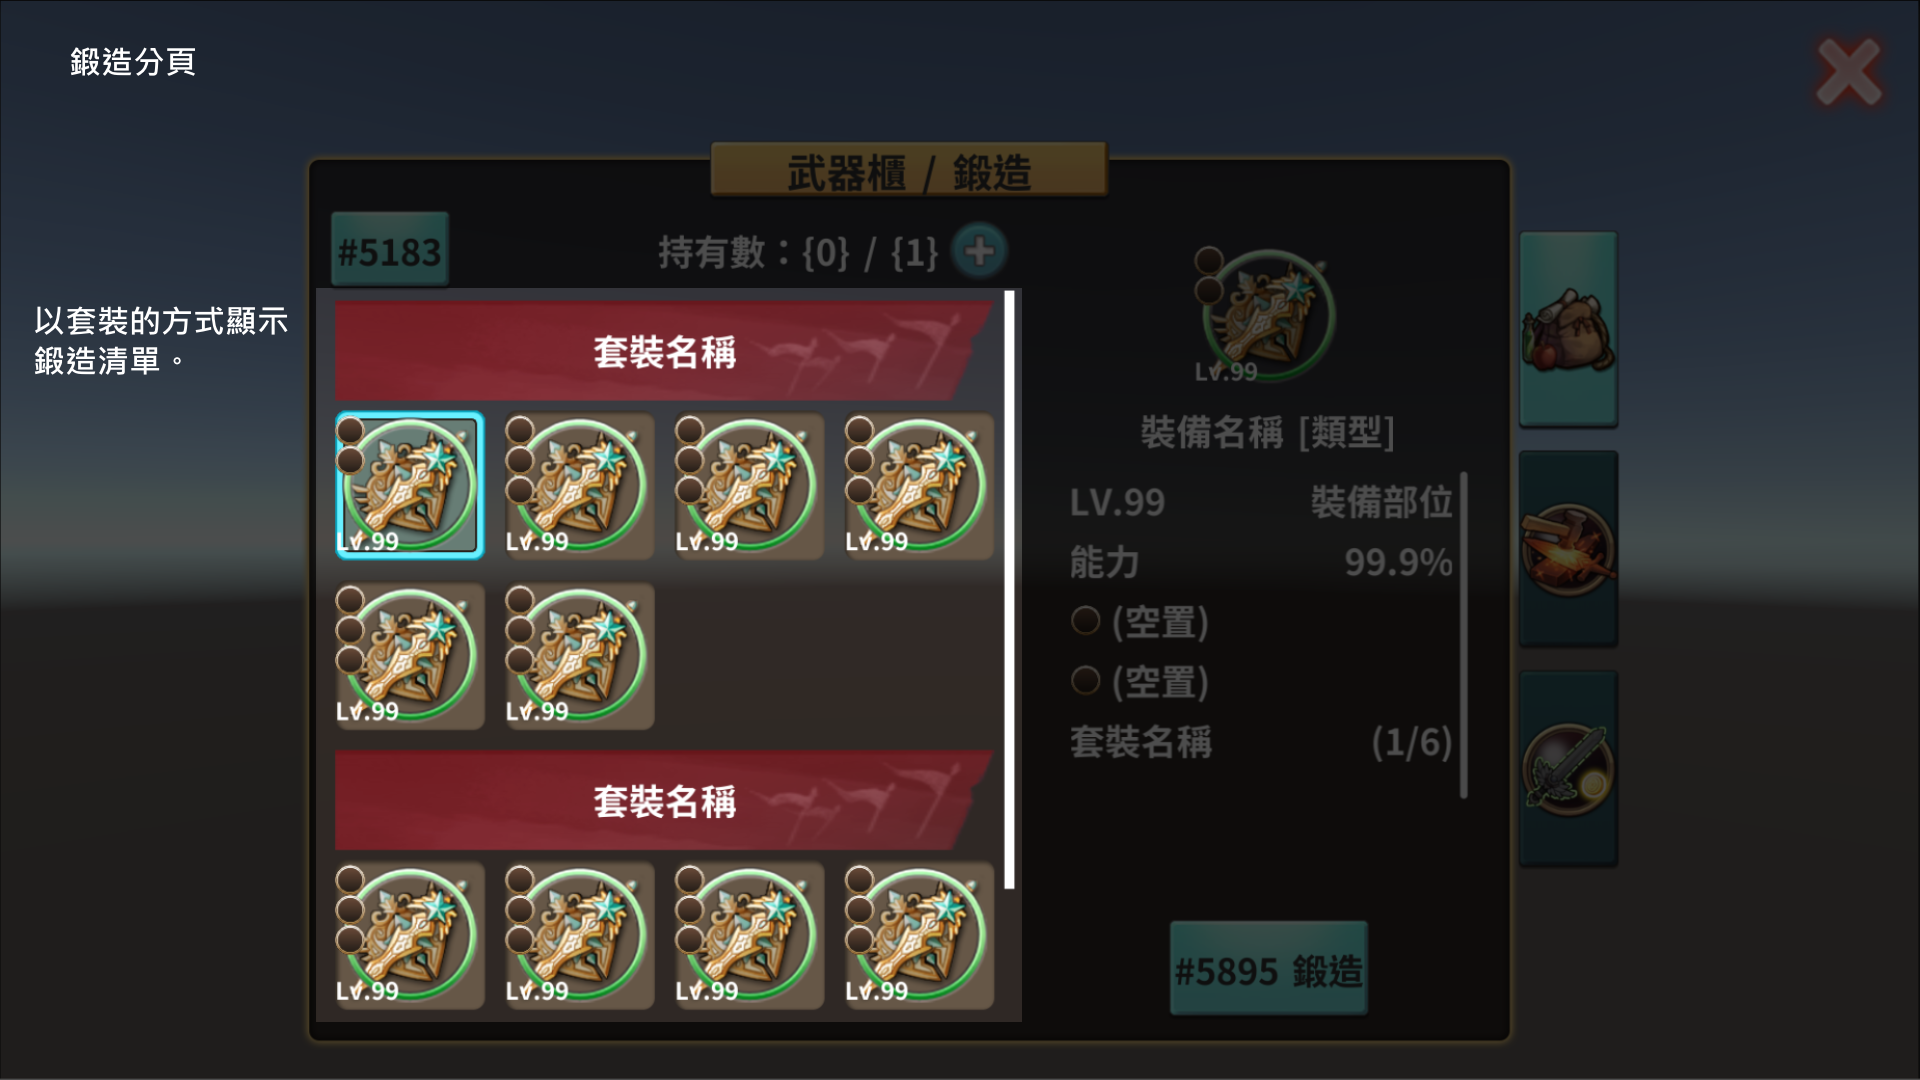 鍛造分頁
武器櫃 / 鍛造
#5183
持有數：{0} / {1}
以套裝的方式顯示
鍛造清單。
套裝名稱
Lv.99
Lv.99
Lv.99
Lv.99
Lv.99
Lv.99
套裝名稱
Lv.99
Lv.99
Lv.99
Lv.99
Lv.99
裝備名稱 [類型]
LV.99 裝備部位
能力 99.9%
(空置)
(空置)
套裝名稱 (1/6)
#5895 鍛造